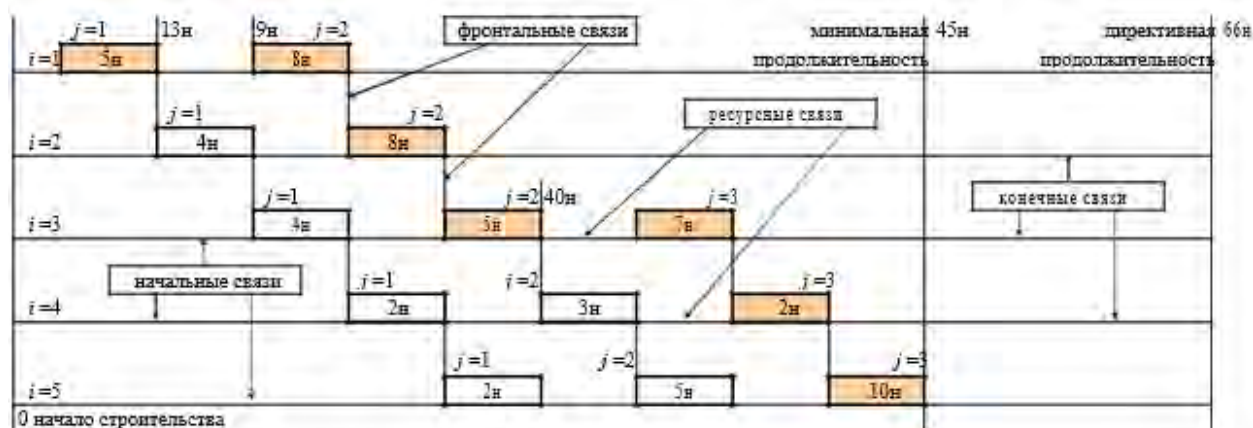 j=1 13н 9н j=2 фронтальные связи минимальная 45н директивная 66н
i=1 5н 8н продолжительность продолжительность
j=1 j=2 ресурсные связи
i=2 4н 8н
j=1 j=2 40н j=3 конечные связи
i=3 4н 5н 7н
начальные связи j=1 j=2 j=3
i=4 2н 3н 2н
j=1 j=2 j=3
i=5 2н 5н 10н
0 начало строительства